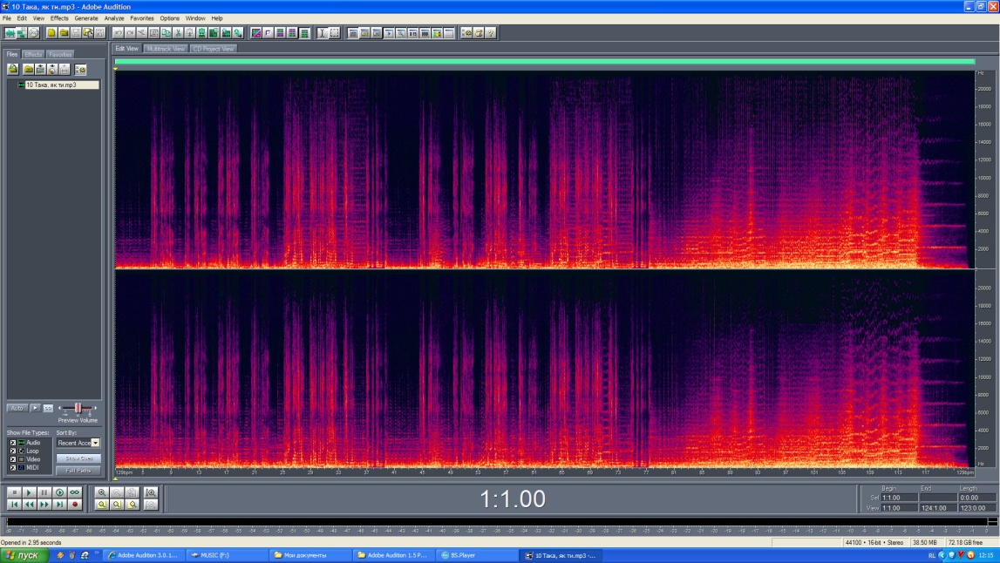 10 Така, як ти.mp3 - Adobe Audition
File Edit View Effects Generate Analyze Favorites Options Window Help
Files Effects Favorites
Edit View Multitrack View CD Project View
10 Така, як ти.mp3
Hz
20000
18000
16000
14000
12000
10000
8000
6000
4000
2000
Hz
20000
18000
16000
14000
12000
10000
8000
6000
4000
2000
Hz
129bpm 5 9 13 17 21 25 29 33 37 41 45 49 53 57 61 65 69 73 77 81 85 89 93 97 101 105 109 113 117 129bpm
Auto
Preview Volume
Show File Types: Sort By:
Audio Recent Acce
Loop
Video Show Cues
MIDI Full Paths
1:1.00
Begin End Length
Sel 1:1.00 0:0.00
View 1:1.00 124:1.00 123:0.00
Opened in 2.95 seconds
44100 • 16-bit • Stereo 38.50 MB 72.18 GB free
пуск Adobe Audition 3.0.1... MUSIC (F:) Мои документы Adobe Audition 1.5 P... BS.Player 10 Така, як ти.mp3 -... RL 12:15